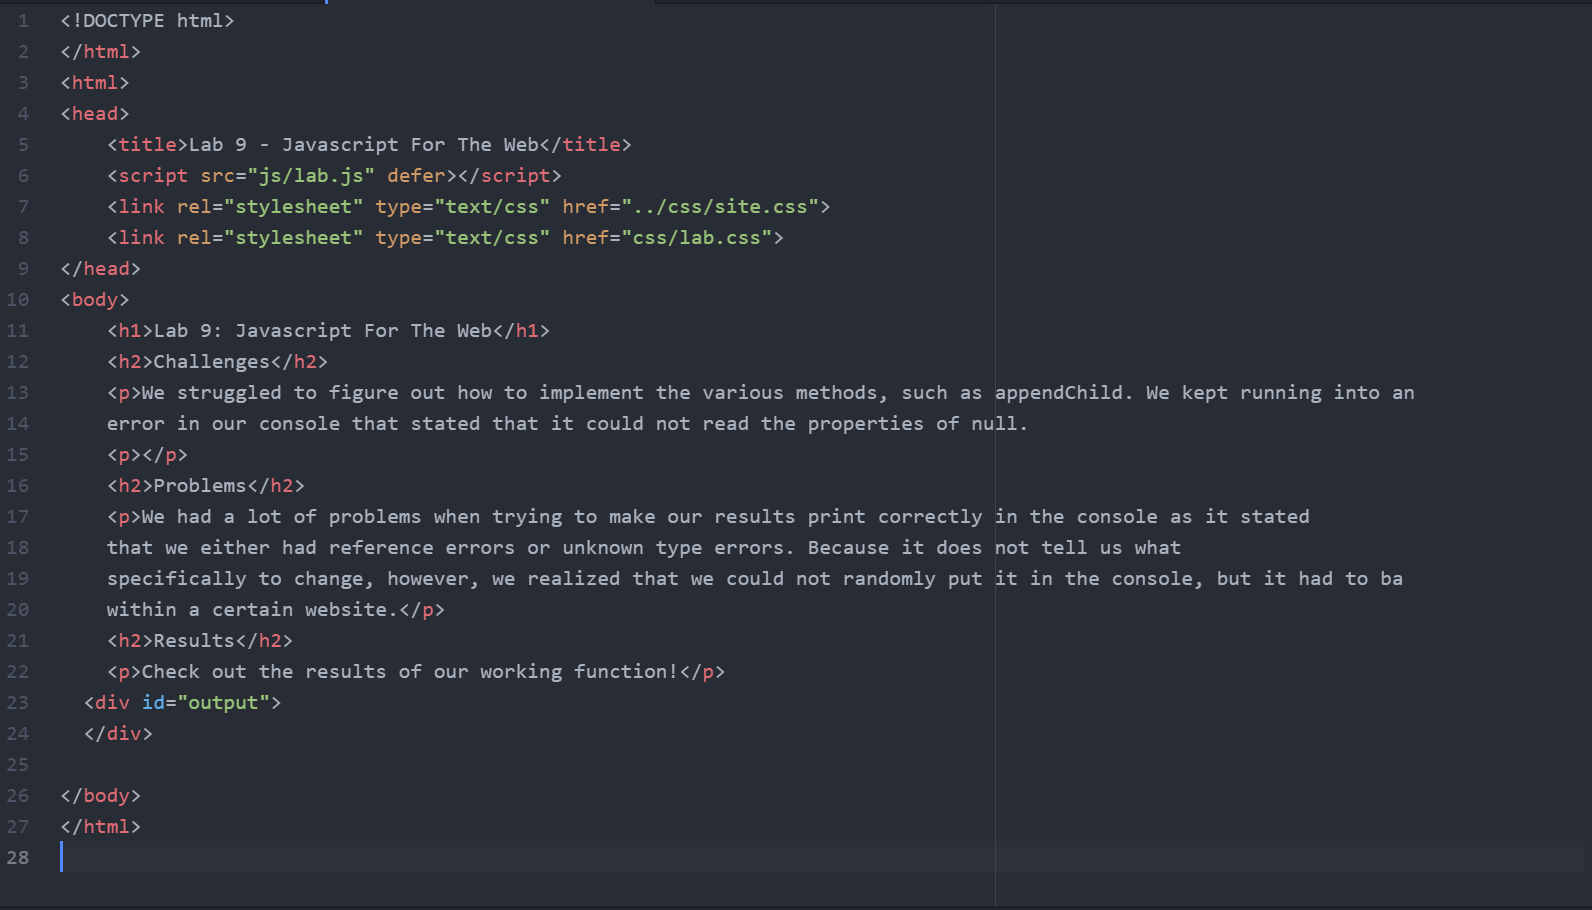 1 <!DOCTYPE html>
2 </html>
3 <html>
4 <head>
5     <title>Lab 9 - Javascript For The Web</title>
6     <script src="js/lab.js" defer></script>
7     <link rel="stylesheet" type="text/css" href="../css/site.css">
8     <link rel="stylesheet" type="text/css" href="css/lab.css">
9 </head>
10 <body>
11     <h1>Lab 9: Javascript For The Web</h1>
12     <h2>Challenges</h2>
13     <p>We struggled to figure out how to implement the various methods, such as appendChild. We kept running into an
14     error in our console that stated that it could not read the properties of null.
15     <p></p>
16     <h2>Problems</h2>
17     <p>We had a lot of problems when trying to make our results print correctly in the console as it stated
18     that we either had reference errors or unknown type errors. Because it does not tell us what
19     specifically to change, however, we realized that we could not randomly put it in the console, but it had to ba
20     within a certain website.</p>
21     <h2>Results</h2>
22     <p>Check out the results of our working function!</p>
23   <div id="output">
24   </div>
25
26 </body>
27 </html>
28